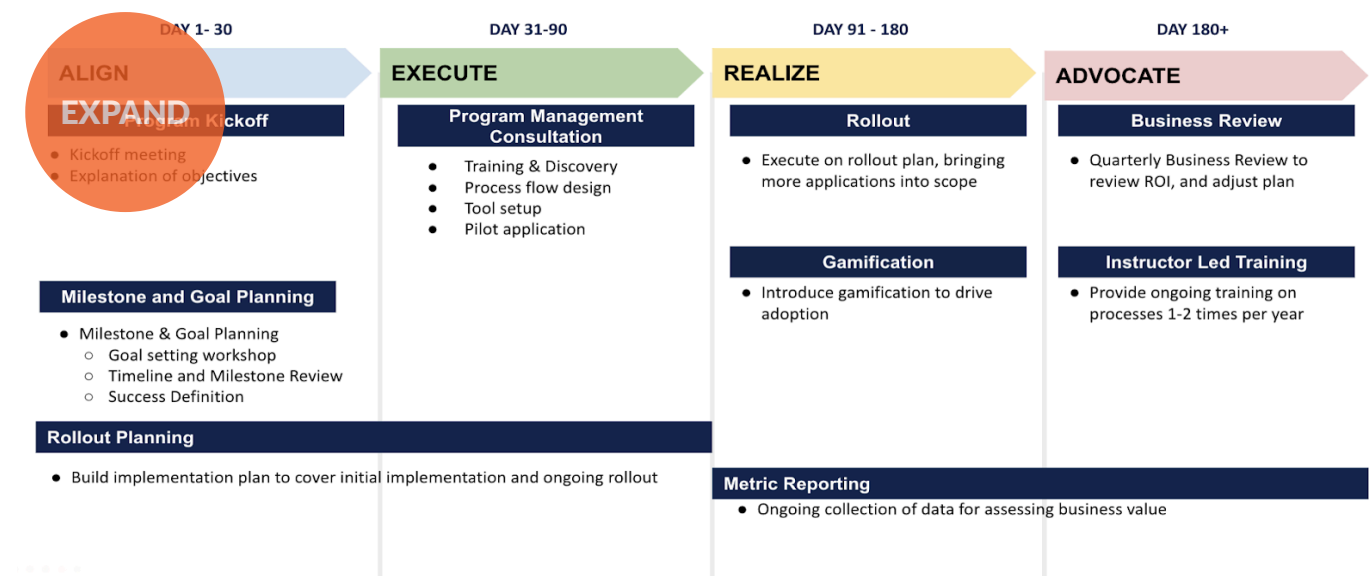 DAY 1- 30
DAY 31-90
DAY 91 - 180
DAY 180+
ALIGN
EXECUTE
REALIZE
ADVOCATE
EXPAND
Program Kickoff
● Kickoff meeting
● Explanation of objectives
Milestone and Goal Planning
● Milestone & Goal Planning
○ Goal setting workshop
○ Timeline and Milestone Review
○ Success Definition
Program Management
Consultation
● Training & Discovery
● Process flow design
● Tool setup
● Pilot application
Rollout
● Execute on rollout plan, bringing
more applications into scope
Gamification
● Introduce gamification to drive
adoption
Business Review
● Quarterly Business Review to
review ROI, and adjust plan
Instructor Led Training
● Provide ongoing training on
processes 1-2 times per year
Rollout Planning
● Build implementation plan to cover initial implementation and ongoing rollout
Metric Reporting
● Ongoing collection of data for assessing business value